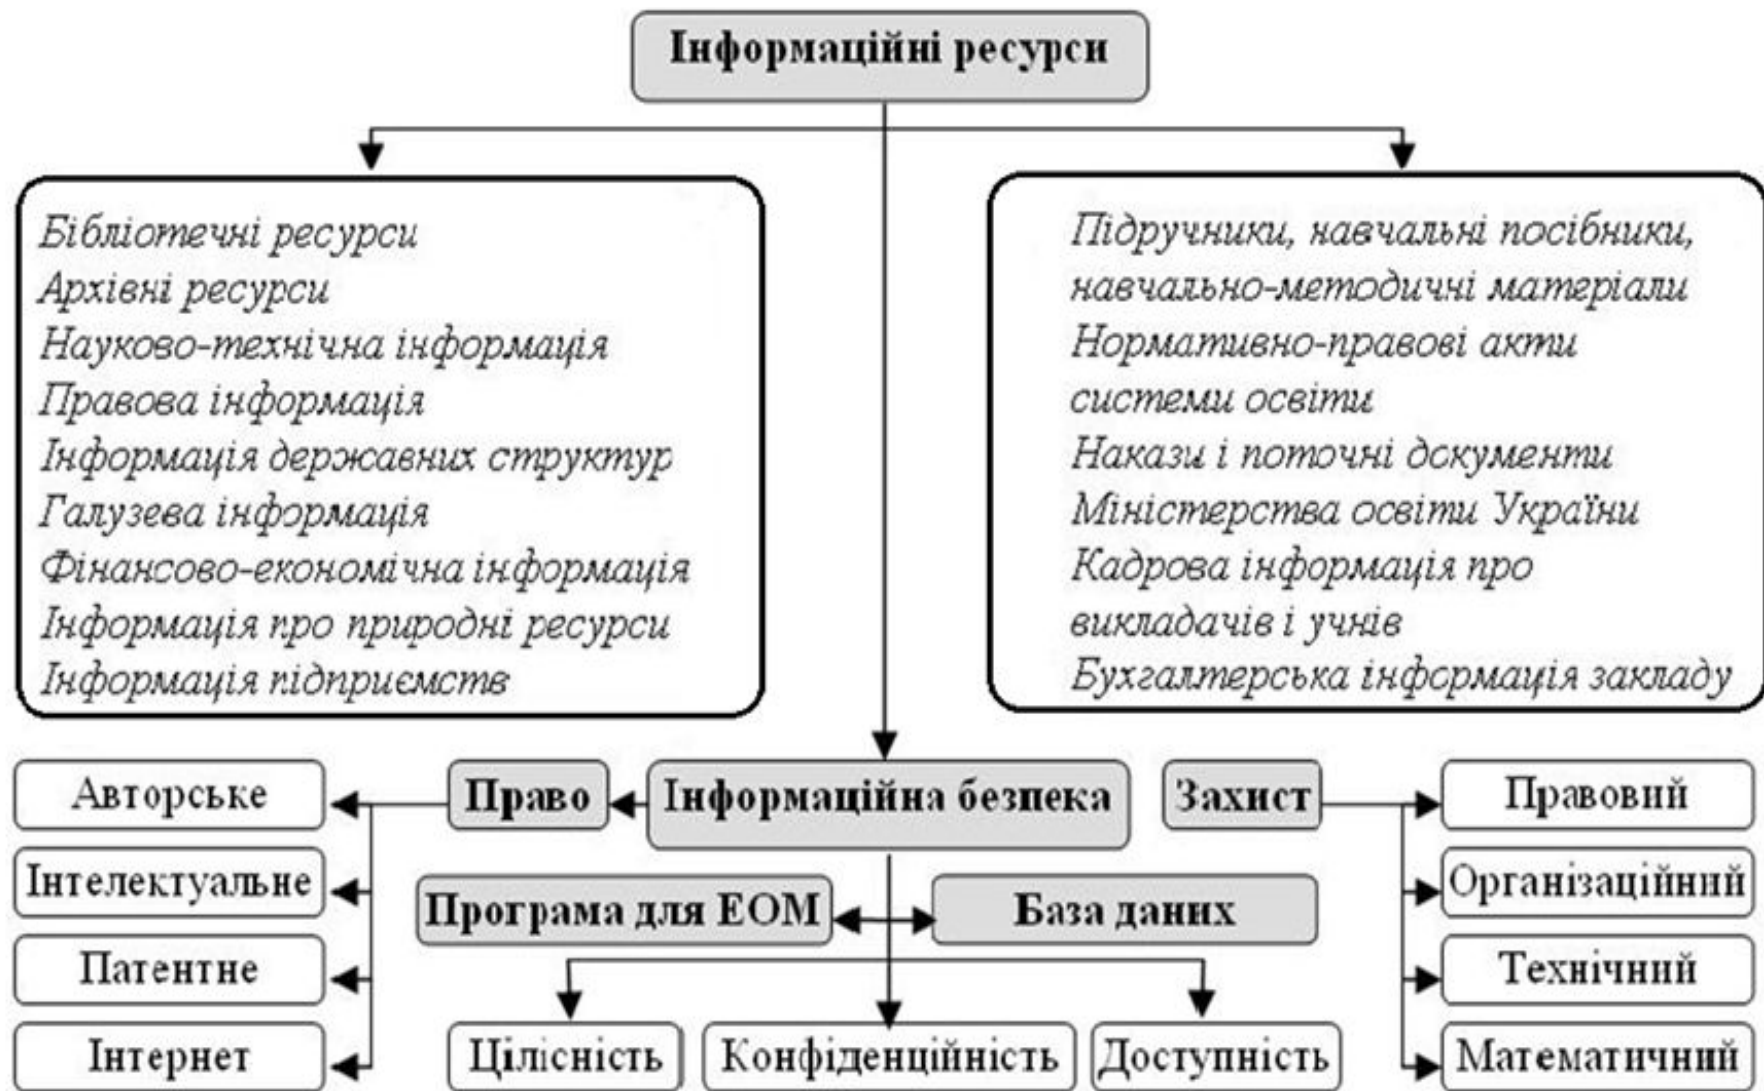 Інформаційні ресурси
Бібліотечні ресурси
Архівні ресурси
Науково-технічна інформація
Правова інформація
Інформація державних структур
Галузева інформація
Фінансово-економічна інформація
Інформація про природні ресурси
Інформація підприємств
Підручники, навчальні посібники,
навчально-методичні матеріали
Нормативно-правові акти
системи освіти
Накази і поточні документи
Міністерства освіти України
Кадрова інформація про
викладачів і учнів
Бухгалтерська інформація закладу
Авторське
Право
Інформаційна безпека
Захист
Правовий
Інтелектуальне
Програма для ЕОМ
База даних
Організаційний
Патентне
Технічний
Інтернет
Цілісність
Конфіденційність
Доступність
Математичний